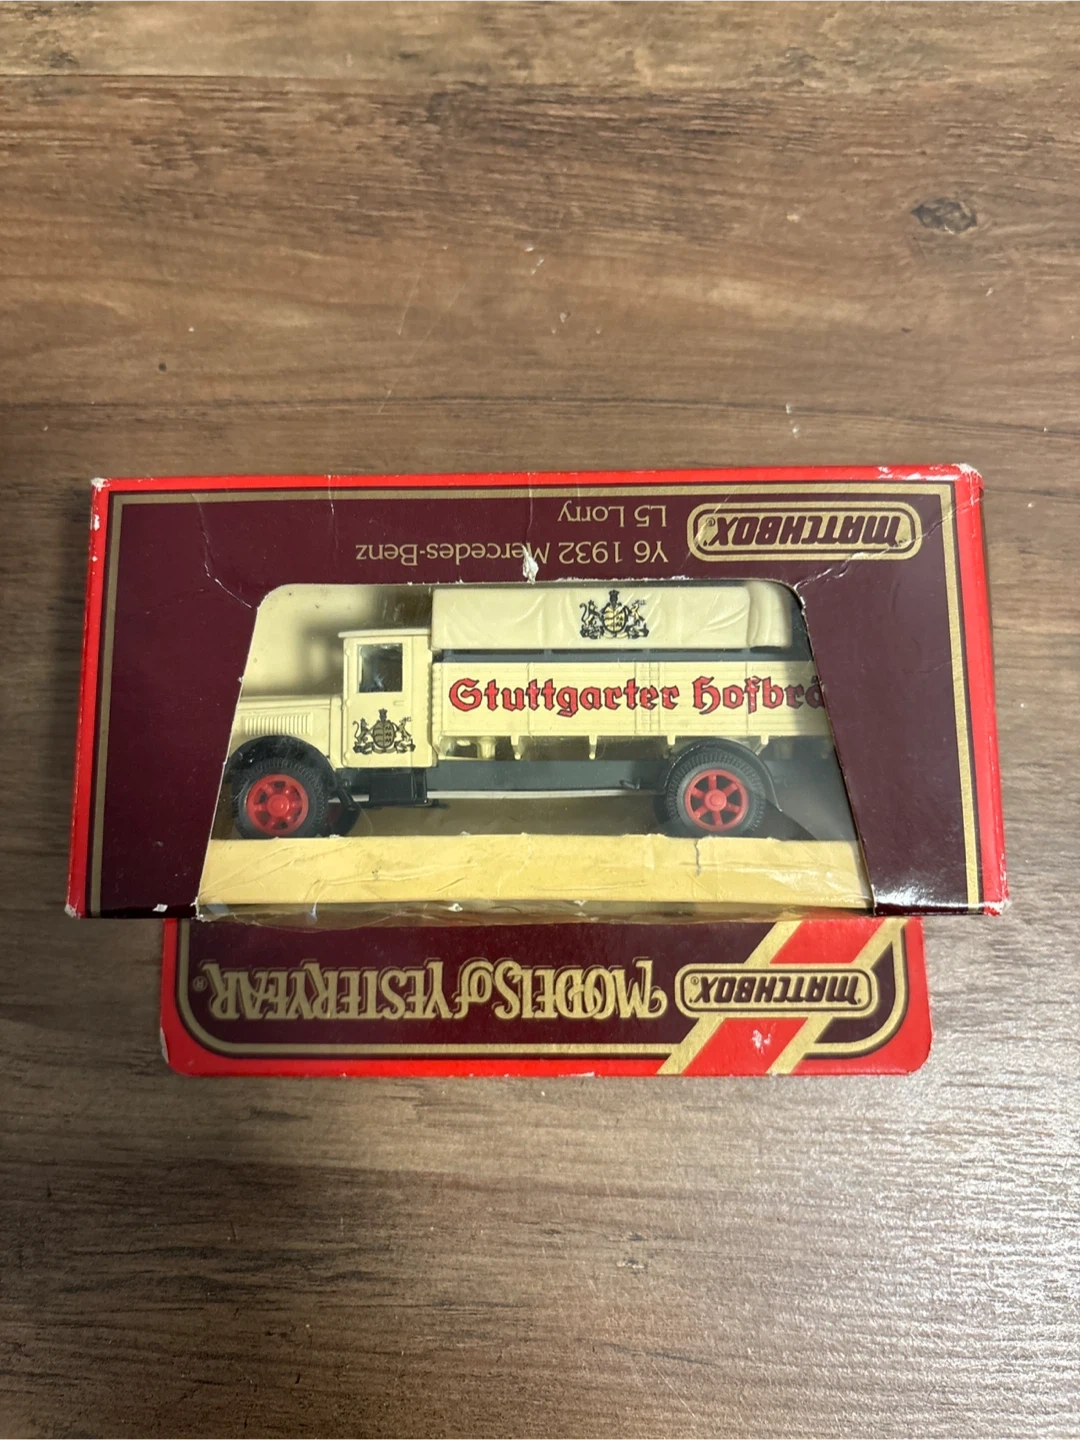 MATCHBOX®
Y6 1932 Mercedes-Benz
L5 Lorry
Stuttgarter Hofbrä
MATCHBOX®
MODELS of YESTERYEAR®